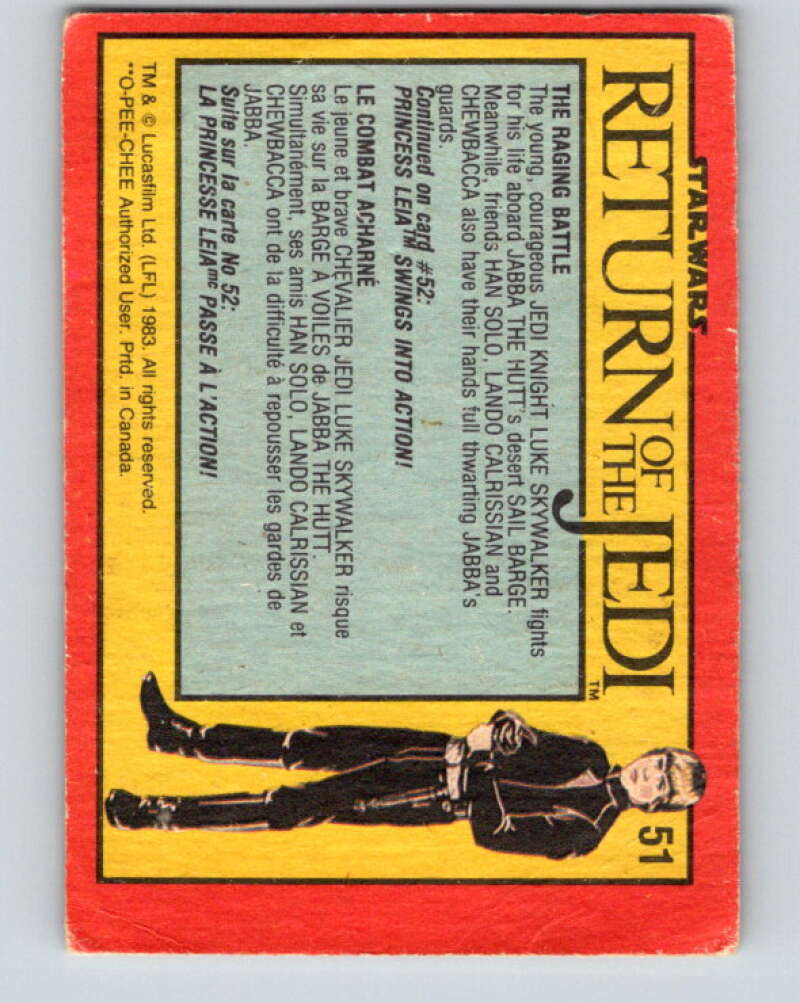 STAR WARS
RETURN OF THE JEDI™
51
THE RAGING BATTLE
The young, courageous JEDI KNIGHT LUKE SKYWALKER fights
for his life aboard JABBA THE HUTT's desert SAIL BARGE.
Meanwhile, friends HAN SOLO, LANDO CALRISSIAN and
CHEWBACCA also have their hands full thwarting JABBA's
guards.
Continued on card #52:
PRINCESS LEIA™ SWINGS INTO ACTION!
LE COMBAT ACHARNÉ
Le jeune et brave CHEVALIER JEDI LUKE SKYWALKER risque
sa vie sur la BARGE À VOILES de JABBA THE HUTT.
Simultanément, ses amis HAN SOLO, LANDO CALRISSIAN et
CHEWBACCA ont de la difficulté à repousser les gardes de
JABBA.
Suite sur la carte No 52:
LA PRINCESSE LEIAmc PASSE À L'ACTION!
TM & © Lucasfilm Ltd. (LFL) 1983. All rights reserved.
**O-PEE-CHEE Authorized User. Prtd. in Canada.